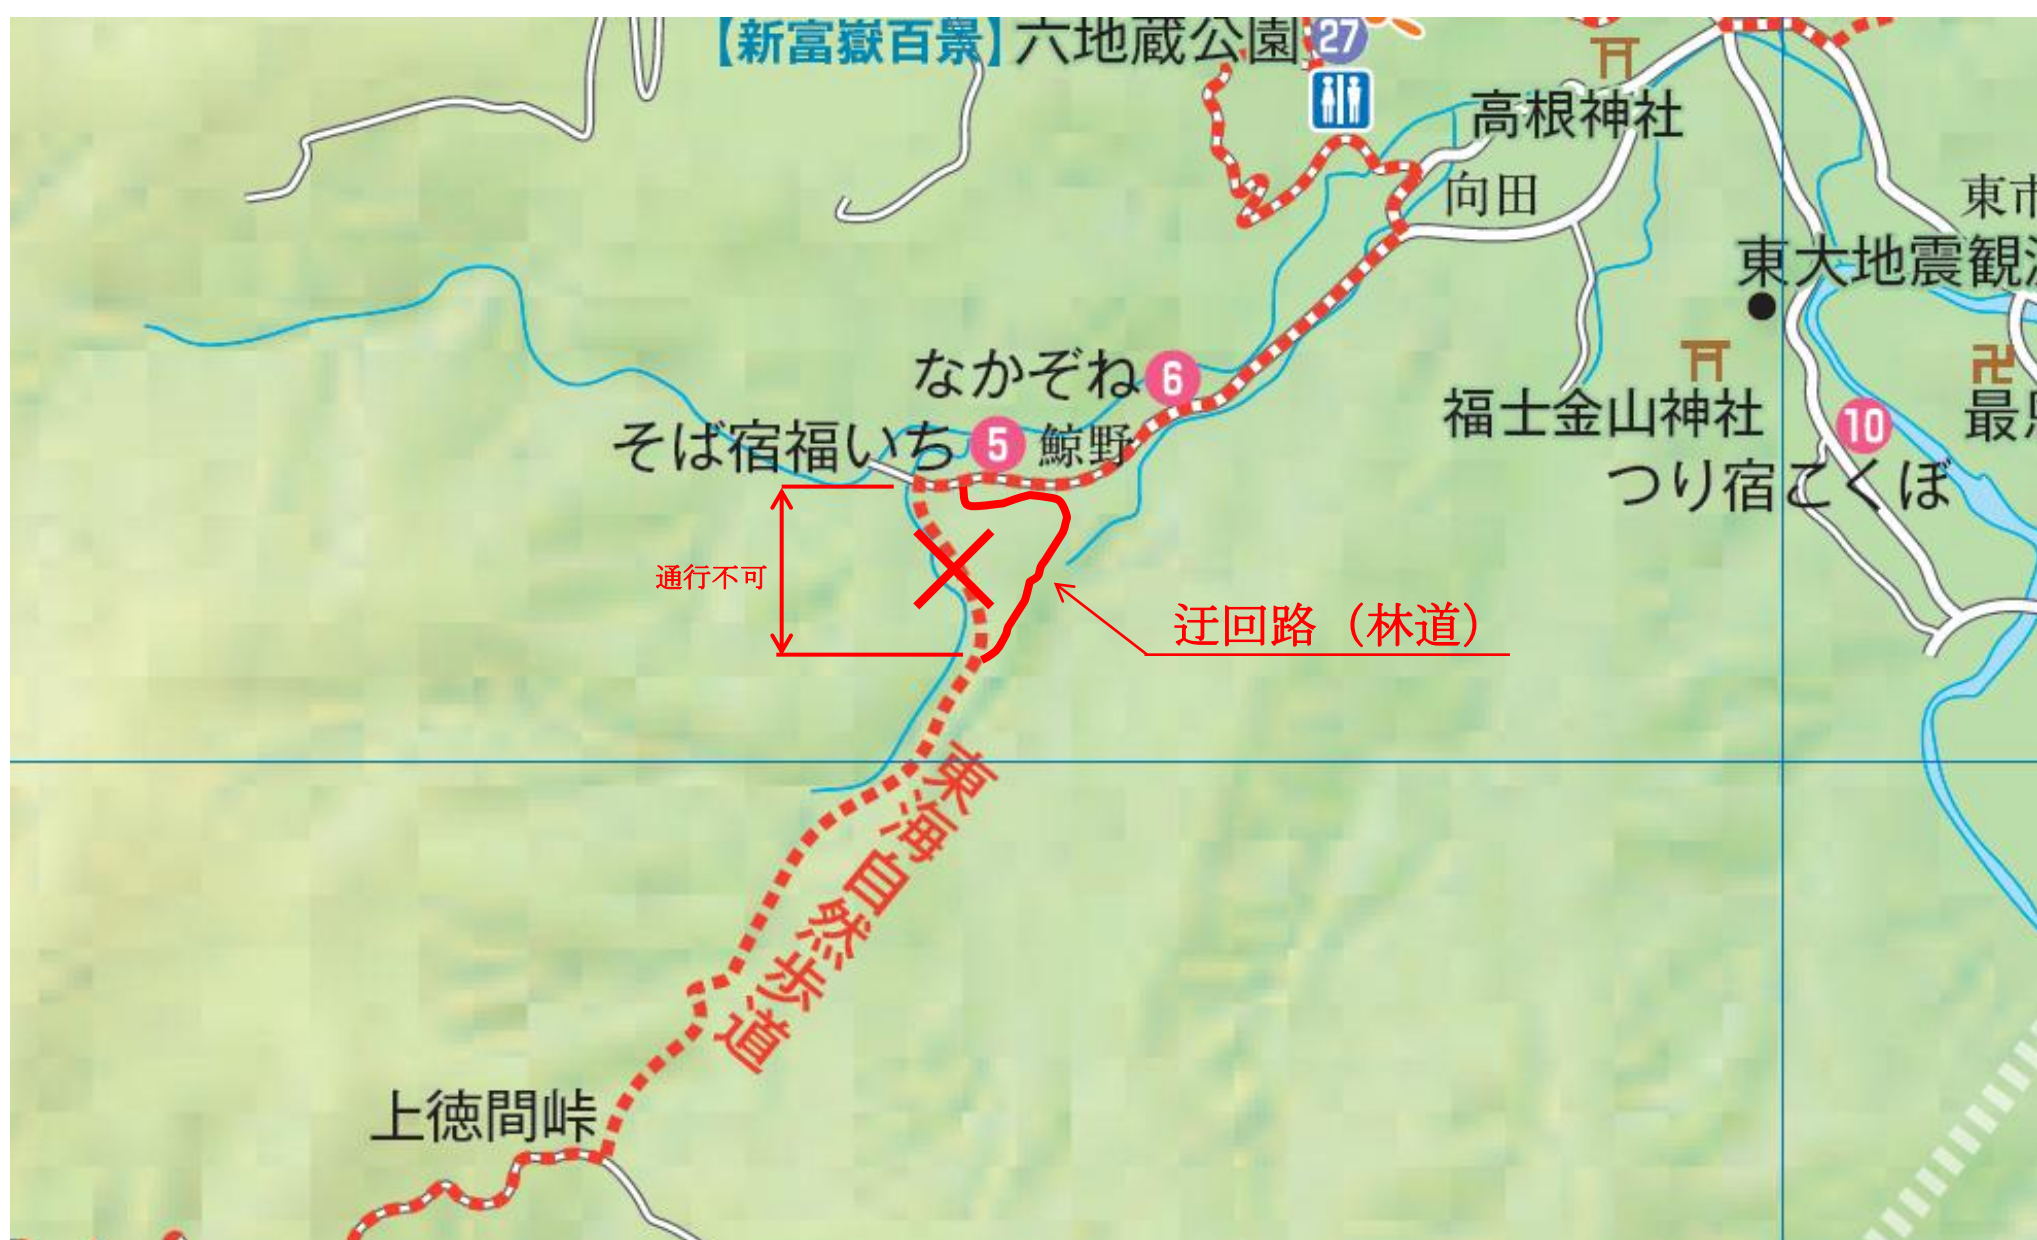 【新富嶽百景】六地蔵公園
27
高根神社
向田
東市
東大地震観
なかぞね
6
そば宿福いち
5
鯨野
福士金山神社
10
最
つり宿こくぼ
通行不可
迂回路（林道）
東海自然歩道
上徳間峠